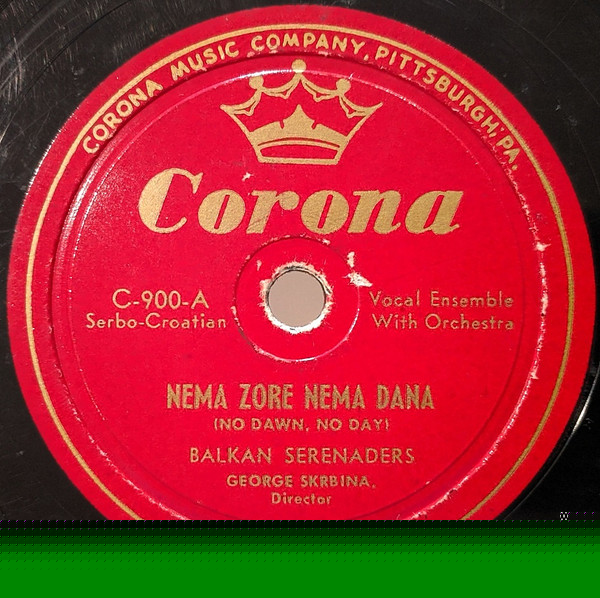 CORONA MUSIC COMPANY, PITTSBURGH, PA.
Corona
C-900-A
Serbo-Croatian
Vocal Ensemble
With Orchestra
NEMA ZORE NEMA DANA
(NO DAWN, NO DAY)
BALKAN SERENADERS
GEORGE SKRBINA,
Director